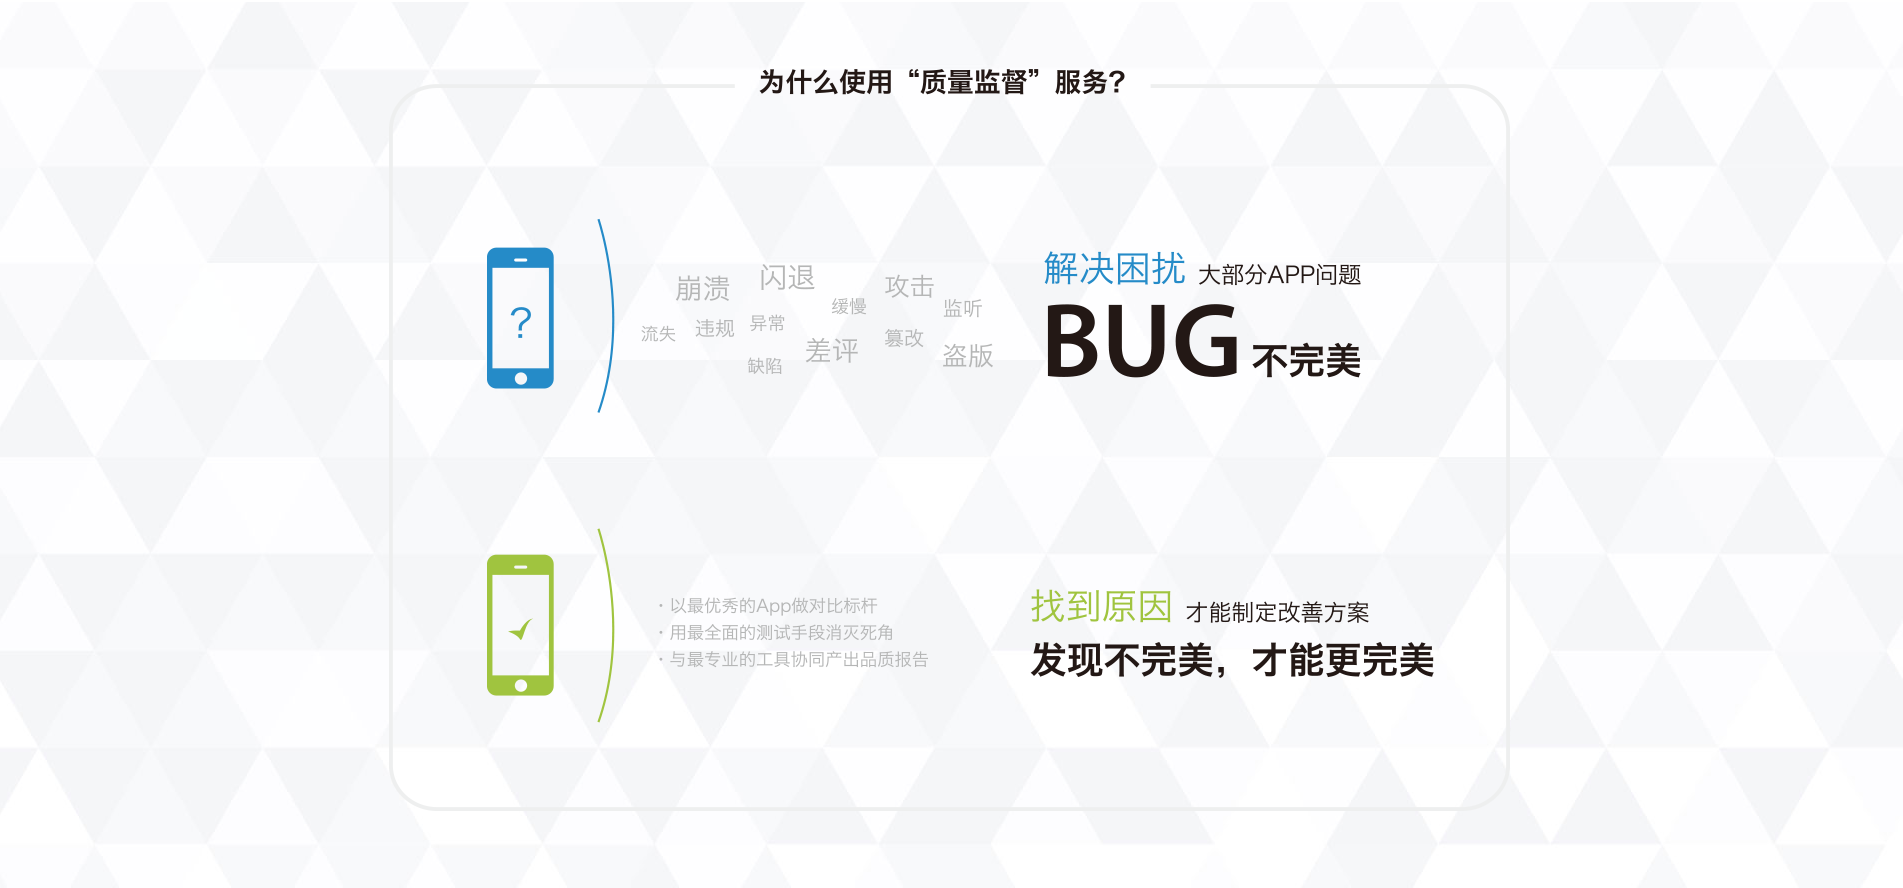 为什么使用“质量监督”服务？
?
崩溃
闪退
攻击
缓慢
监听
流失
违规
异常
篡改
差评
盗版
缺陷
解决困扰 大部分APP问题
BUG 不完美
·以最优秀的App做对比标杆
·用最全面的测试手段消灭死角
·与最专业的工具协同产出品质报告
找到原因 才能制定改善方案
发现不完美，才能更完美